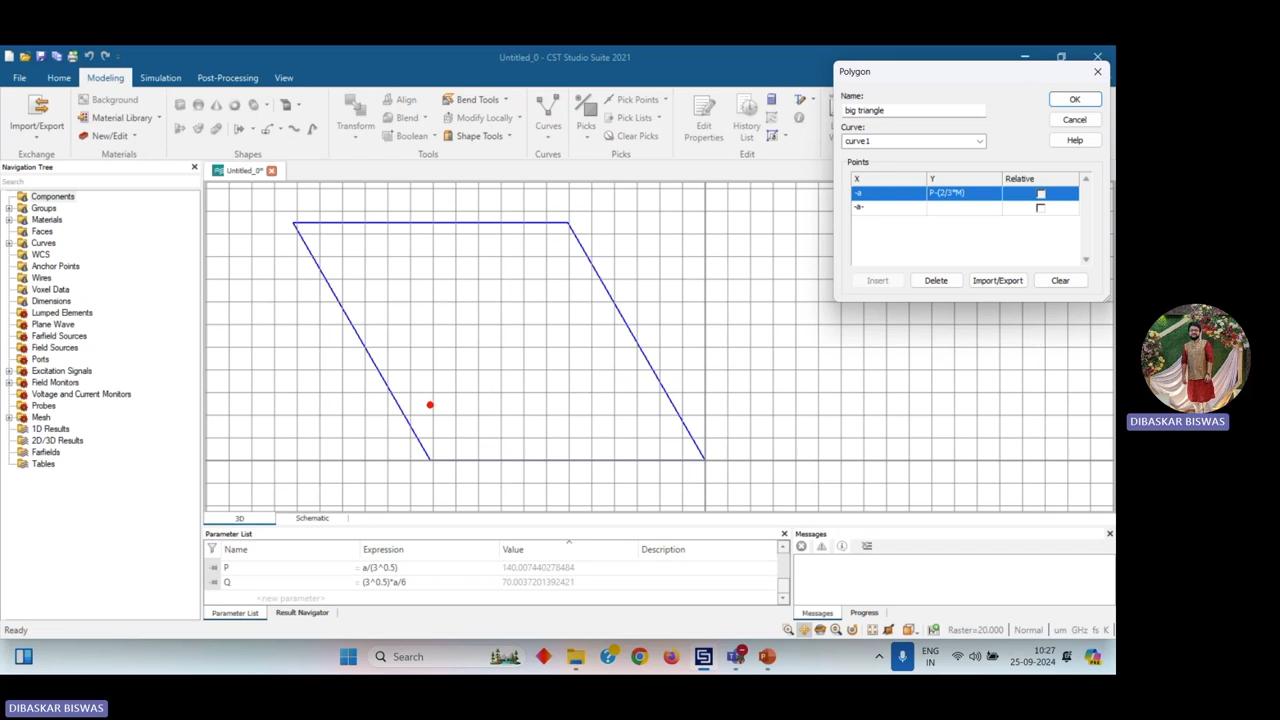 Untitled_0 - CST Studio Suite 2021
File Home Modeling Simulation Post-Processing View
Import/Export
Exchange
Background
Material Library
New/Edit
Materials
Shapes
Transform
Align
Blend
Boolean
Bend Tools
Modify Locally
Shape Tools
Tools
Curves
Curves
Picks
Pick Points
Pick Lists
Clear Picks
Picks
Edit Properties
History List
Edit
Polygon
Name:
big triangle
Curve:
curve1
OK
Cancel
Help
Points
X Y Relative
-a P-(2/3*M)
-a-
Insert Delete Import/Export Clear
Navigation Tree
Search
Components
Groups
Materials
Faces
Curves
WCS
Anchor Points
Wires
Voxel Data
Dimensions
Lumped Elements
Plane Wave
Farfield Sources
Field Sources
Ports
Excitation Signals
Field Monitors
Voltage and Current Monitors
Probes
Mesh
1D Results
2D/3D Results
Farfields
Tables
Untitled_0*
3D Schematic
Parameter List
Name Expression Value Description
P = a/(3^0.5) 140.007440278484
Q = (3^0.5)*a/6 70.0037201392421
<new parameter>
Parameter List Result Navigator
Messages
Messages Progress
Ready
Raster=20.000 Normal um GHz fs K
Search
ENG
IN
10:27
25-09-2024
DIBASKAR BISWAS
DIBASKAR BISWAS